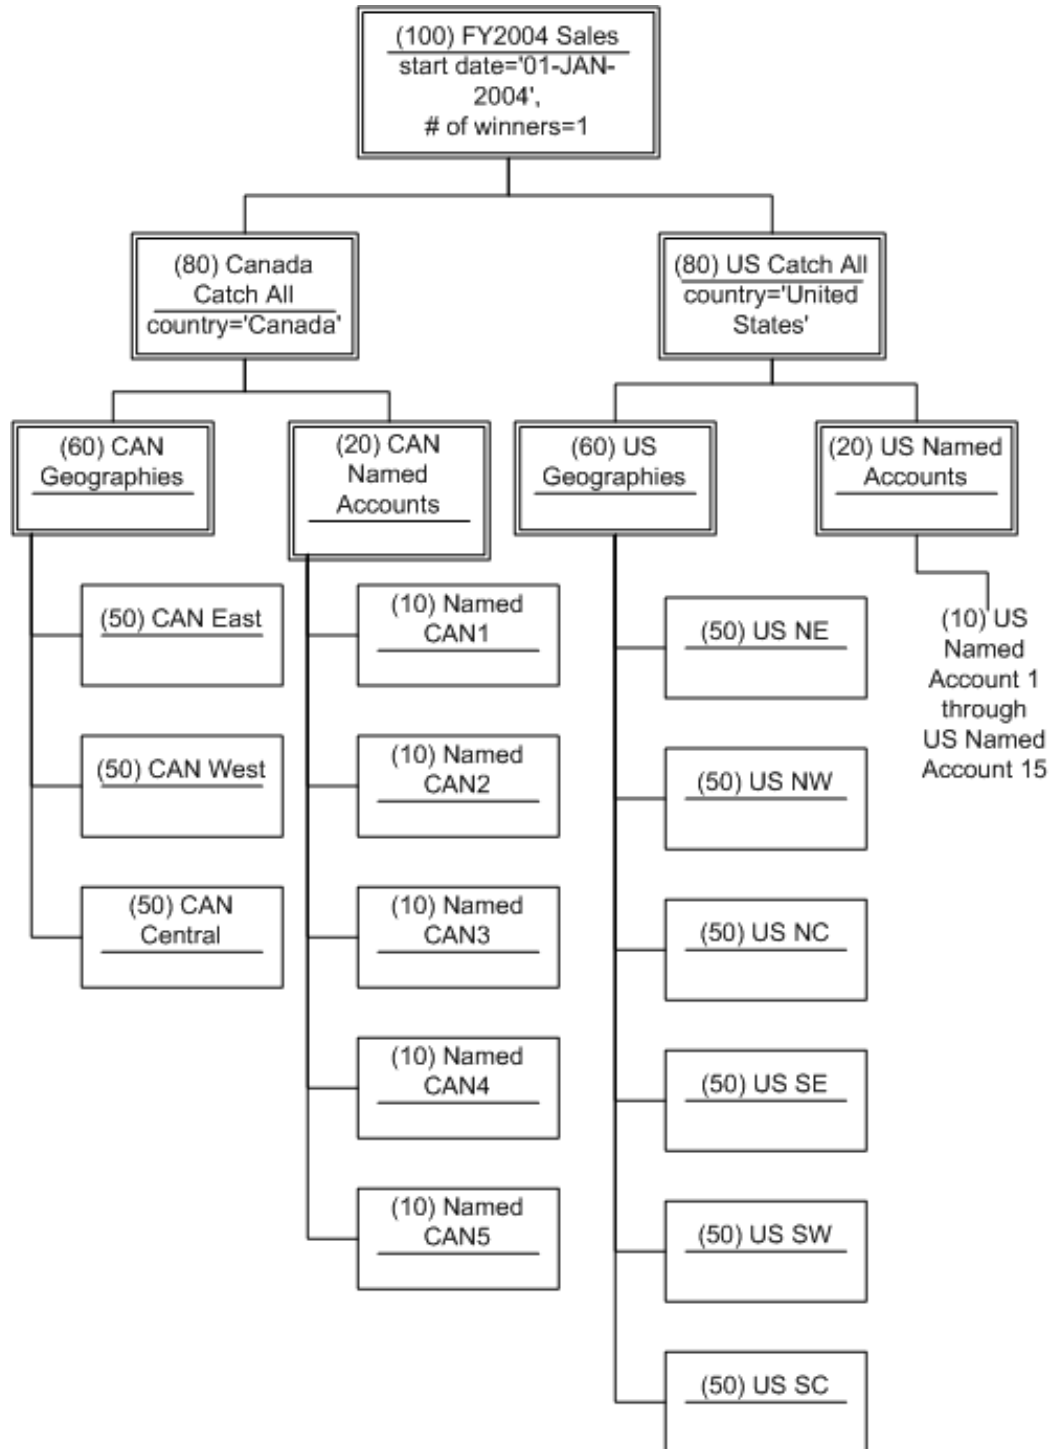 (100) FY2004 Sales
start date='01-JAN-
2004',
# of winners=1
(80) Canada
Catch All
country='Canada'
(80) US Catch All
country='United
States'
(60) CAN
Geographies
(20) CAN
Named
Accounts
(60) US
Geographies
(20) US Named
Accounts
(50) CAN East
(50) CAN West
(50) CAN
Central
(10) Named
CAN1
(10) Named
CAN2
(10) Named
CAN3
(10) Named
CAN4
(10) Named
CAN5
(50) US NE
(50) US NW
(50) US NC
(50) US SE
(50) US SW
(50) US SC
(10) US
Named
Account 1
through
US Named
Account 15